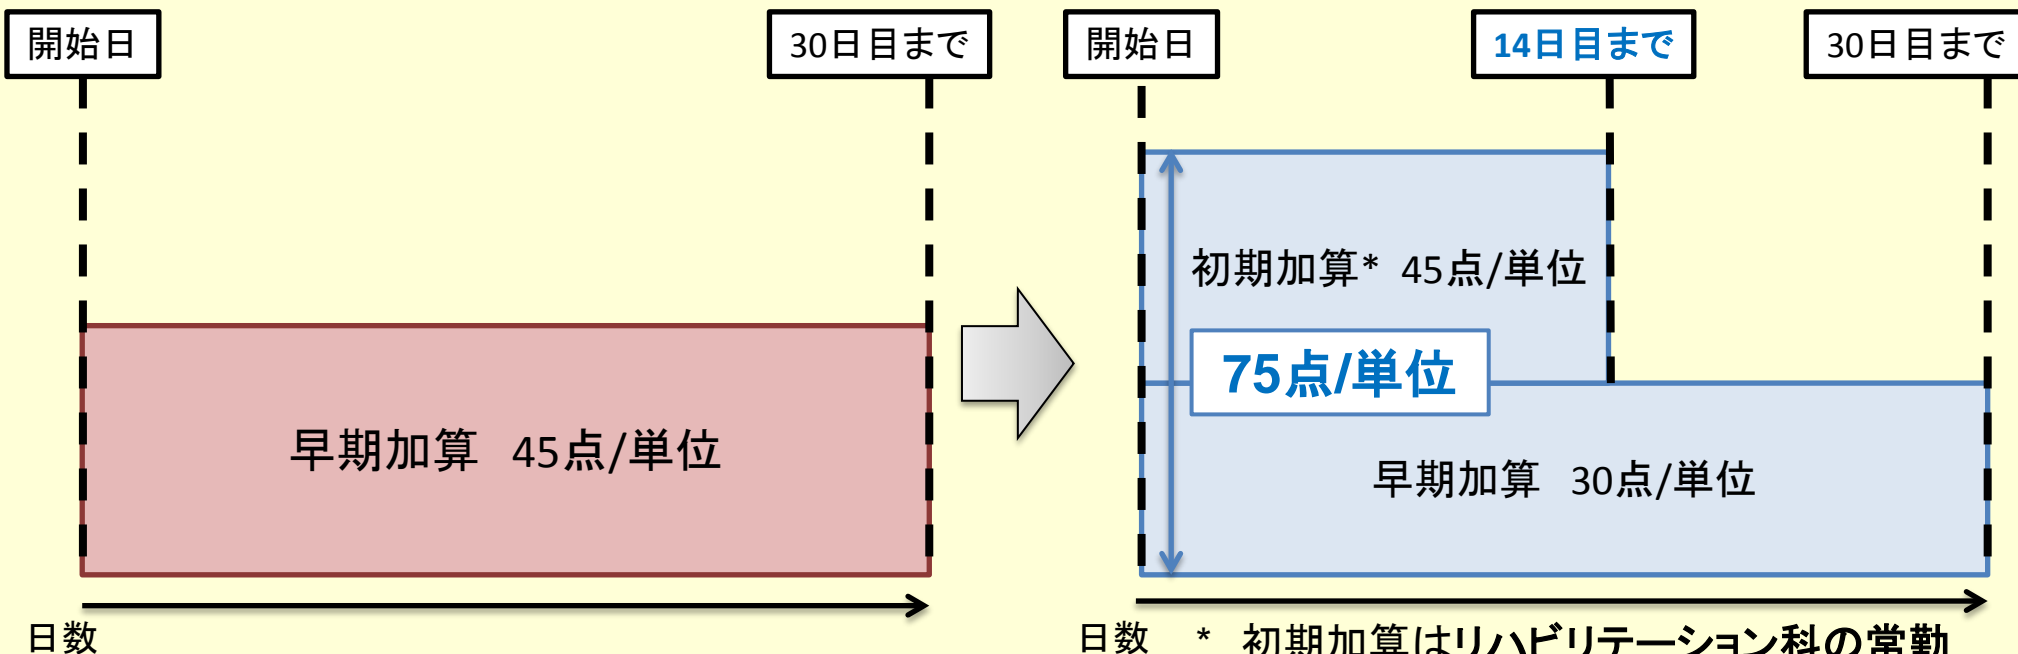 開始日
30日目まで
早期加算 45点/単位
日数
開始日
14日目まで
30日目まで
初期加算* 45点/単位
75点/単位
早期加算 30点/単位
日数
* 初期加算はリハビリテーション科の常勤